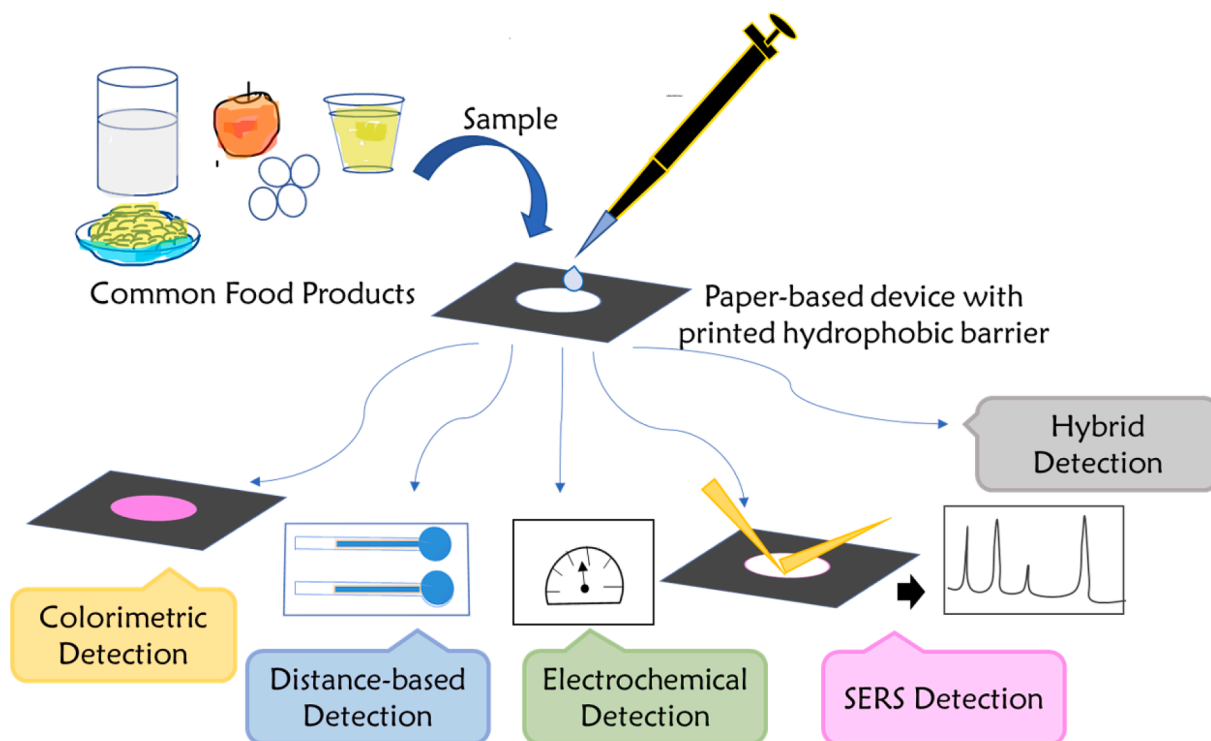 Sample
Common Food Products
Paper-based device with
printed hydrophobic barrier
Hybrid
Detection
Colorimetric
Detection
Distance-based
Detection
Electrochemical
Detection
SERS Detection